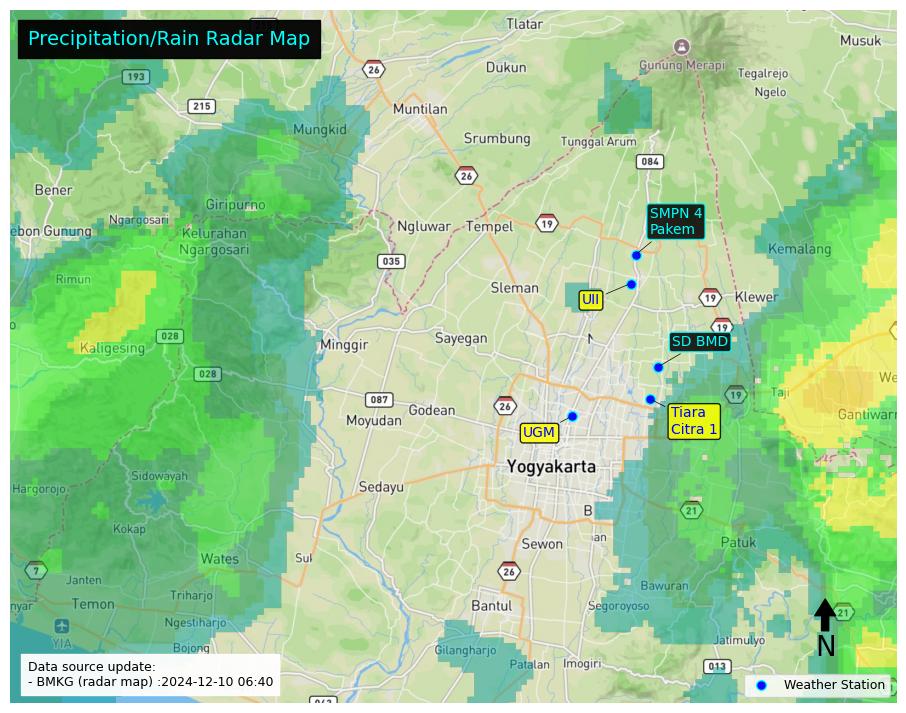 Precipitation/Rain Radar Map
Tlatar
Musuk
26
Gunung Merapi
Dukun
193
Tegalrejo
Ngelo
215
Muntilan
Mungkid
Srumbung
Tunggal Arum
084
26
Bener
Giripurno
Ngargosari
SMPN 4
Pakem
19
Ngluwar
Tempel
ebon Gunung
Kelurahan
Ngargosari
Kemalang
035
Rimun
Sleman
UII
19
Klewer
19
028
Sayegan
SD BMD
Kaligesing
Minggir
028
Taji
19
087
Godean
26
Moyudan
Tiara
Citra 1
Gantiwarn
UGM
Yogyakarta
Sidowayah
Hargorojo
Sedayu
21
B
Kokap
Sewon
an
Patuk
Wates
Sul
7
26
Janten
Bawuran
Triharjo
nyar
Temon
Bantul
Segoroyoso
21
Ngestiharjo
YIA
N
Bojong
Gilangharjo
Jatimulyo
Patalan
Imogiri
013
Data source update:
- BMKG (radar map) :2024-12-10 06:40
Weather Station